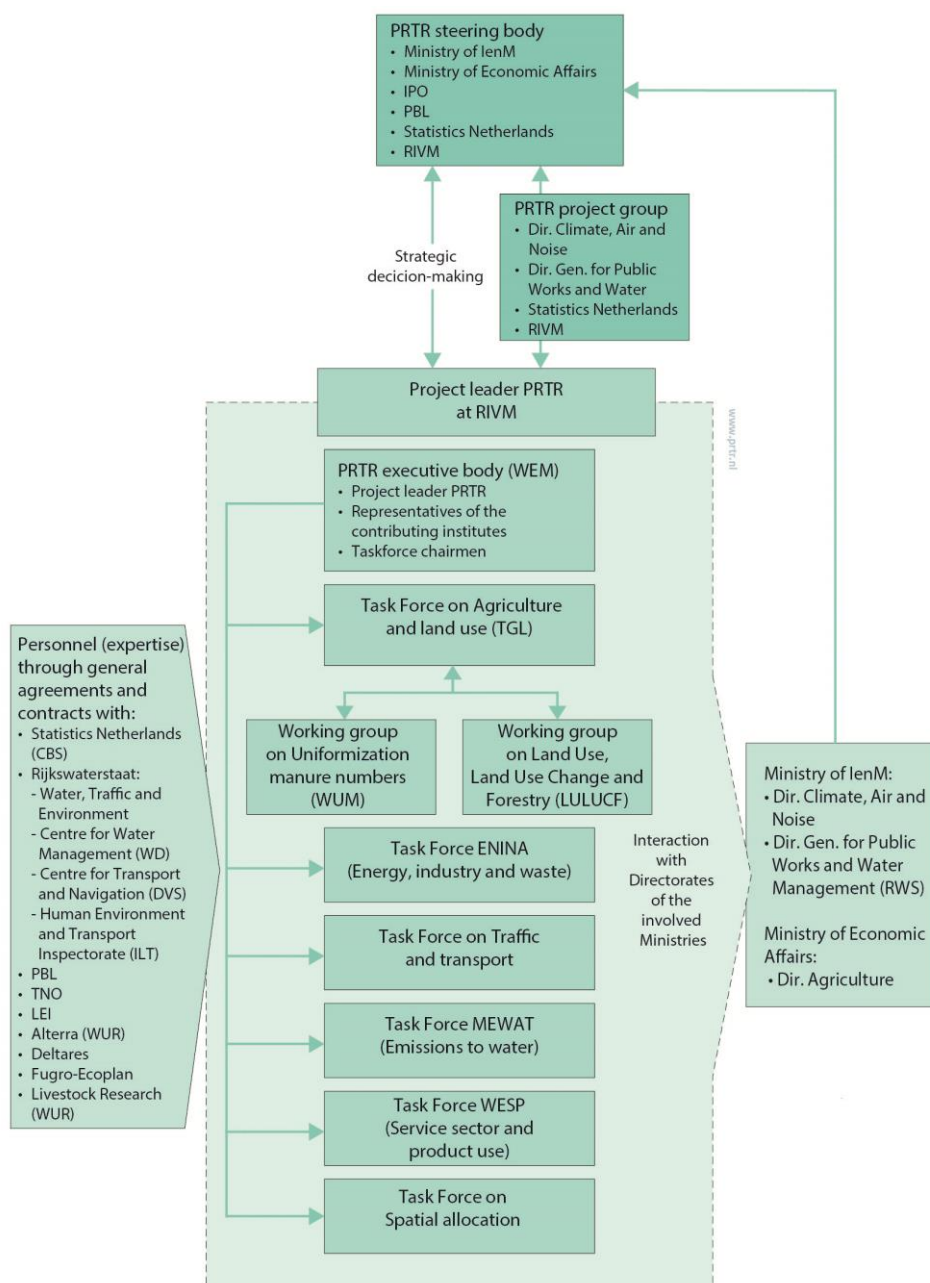 PRTR steering body
• Ministry of IenM
• Ministry of Economic Affairs
• IPO
• PBL
• Statistics Netherlands
• RIVM
Strategic
decicion-making
PRTR project group
• Dir. Climate, Air and
Noise
• Dir. Gen. for Public
Works and Water
• Statistics Netherlands
• RIVM
Project leader PRTR
at RIVM
www.prtr.nl
PRTR executive body (WEM)
• Project leader PRTR
• Representatives of the
contributing institutes
• Taskforce chairmen
Task Force on Agriculture
and land use (TGL)
Working group
on Uniformization
manure numbers
(WUM)
Working group
on Land Use,
Land Use Change and
Forestry (LULUCF)
Task Force ENINA
(Energy, industry and waste)
Task Force on Traffic
and transport
Task Force MEWAT
(Emissions to water)
Task Force WESP
(Service sector and
product use)
Task Force on
Spatial allocation
Personnel (expertise)
through general
agreements and
contracts with:
• Statistics Netherlands
(CBS)
• Rijkswaterstaat:
- Water, Traffic and
Environment
- Centre for Water
Management (WD)
- Centre for Transport
and Navigation (DVS)
- Human Environment
and Transport
Inspectorate (ILT)
• PBL
• TNO
• LEI
• Alterra (WUR)
• Deltares
• Fugro-Ecoplan
• Livestock Research
(WUR)
Interaction
with
Directorates
of the
involved
Ministries
Ministry of IenM:
• Dir. Climate, Air and
Noise
• Dir. Gen. for Public
Works and Water
Management (RWS)
Ministry of Economic
Affairs:
• Dir. Agriculture